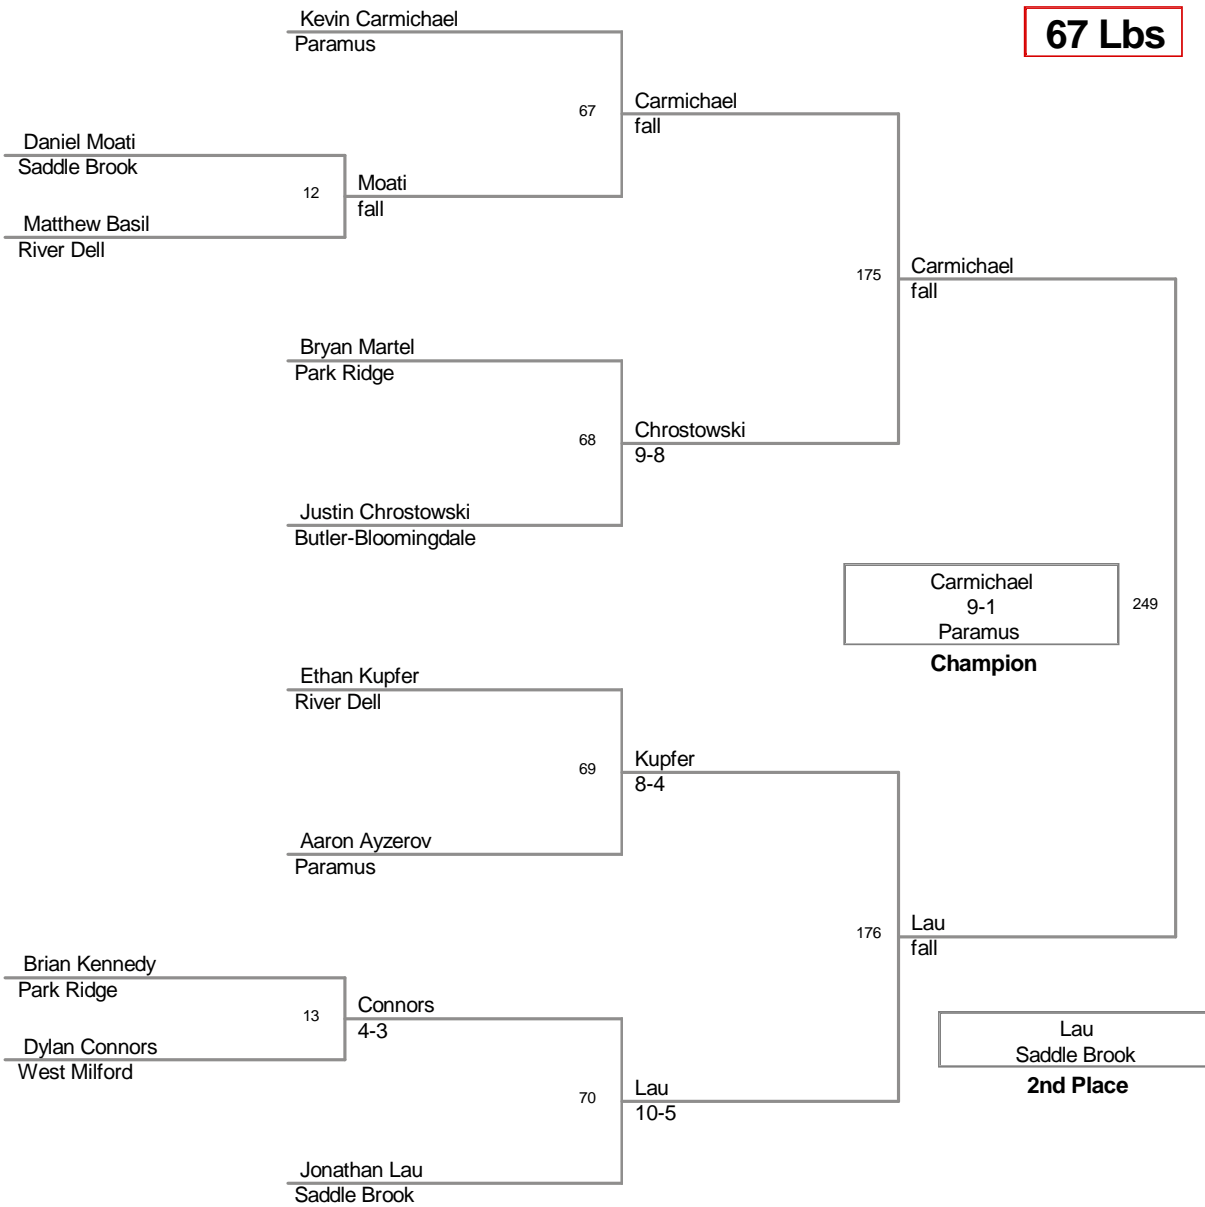 Kevin Carmichael
Paramus
67 Lbs
67
Carmichael
fall
Daniel Moati
Saddle Brook
12
Moati
fall
Matthew Basil
River Dell
175
Carmichael
fall
Bryan Martel
Park Ridge
68
Chrostowski
9-8
Justin Chrostowski
Butler-Bloomingdale
Carmichael
9-1
Paramus
249
Champion
Ethan Kupfer
River Dell
69
Kupfer
8-4
Aaron Ayzerov
Paramus
176
Lau
fall
Brian Kennedy
Park Ridge
13
Connors
4-3
Dylan Connors
West Milford
Lau
Saddle Brook
2nd Place
70
Lau
10-5
Jonathan Lau
Saddle Brook